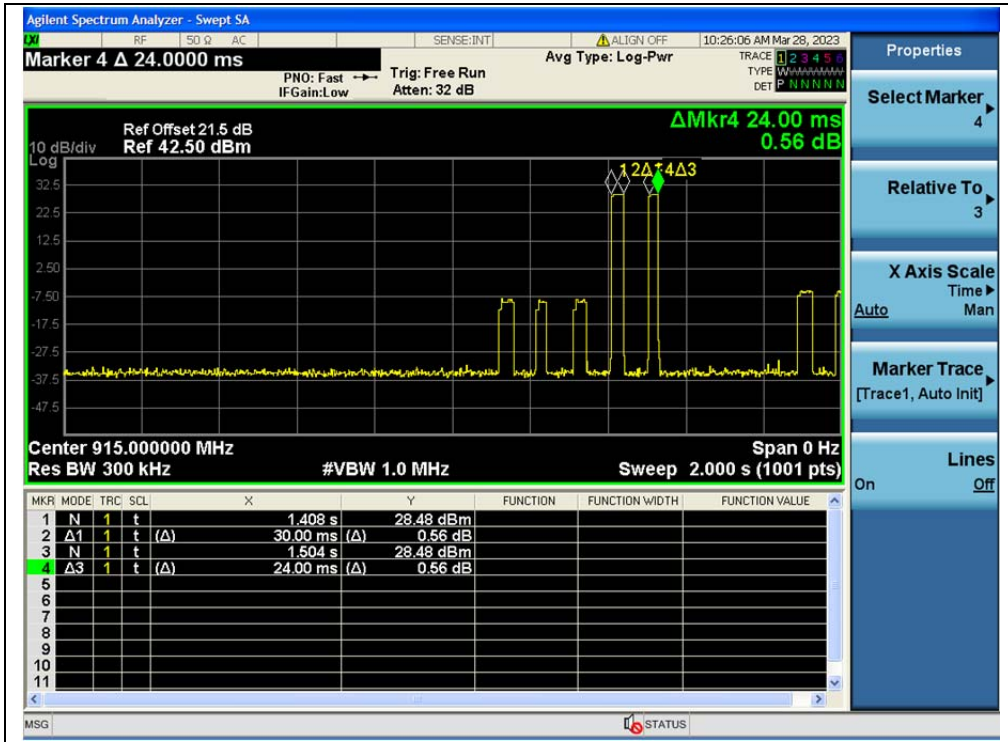 Agilent Spectrum Analyzer - Swept SA
LXI RF 50 Ω AC SENSE:INT ALIGN OFF 10:26:06 AM Mar 28, 2023
Marker 4 Δ 24.0000 ms
PNO: Fast
IFGain:Low
Trig: Free Run
Atten: 32 dB
Avg Type: Log-Pwr
TRACE 1 2 3 4 5 6
TYPE W
DET P N N N N N
ΔMkr4 24.00 ms
0.56 dB
Ref Offset 21.5 dB
10 dB/div Ref 42.50 dBm
Log
1 2Δ1 4Δ3
32.5
22.5
12.5
2.50
-7.50
-17.5
-27.5
-37.5
-47.5
Center 915.000000 MHz Span 0 Hz
Res BW 300 kHz #VBW 1.0 MHz Sweep 2.000 s (1001 pts)
MKR MODE TRC SCL X Y FUNCTION FUNCTION WIDTH FUNCTION VALUE
1 N 1 t 1.408 s 28.48 dBm
2 Δ1 1 t (Δ) 30.00 ms (Δ) 0.56 dB
3 N 1 t 1.504 s 28.48 dBm
4 Δ3 1 t (Δ) 24.00 ms (Δ) 0.56 dB
5
6
7
8
9
10
11
MSG STATUS
Properties
Select Marker
4
Relative To
3
X Axis Scale
Time
Auto Man
Marker Trace
[Trace1, Auto Init]
Lines
On Off